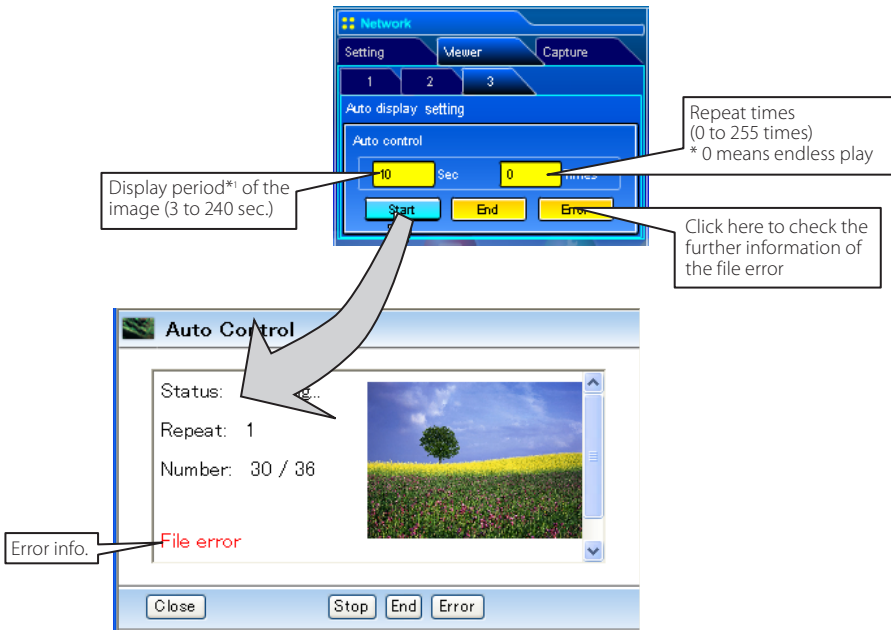 Network
Setting Viewer Capture
1 2 3
Auto display setting
Auto control
10 Sec 0
Start End
Repeat times
(0 to 255 times)
* 0 means endless play
Display period*¹ of the
image (3 to 240 sec.)
Click here to check the
further information of
the file error
Auto Control
Status:
Repeat: 1
Number: 30 / 36
File error
Error info.
Close Stop End Error